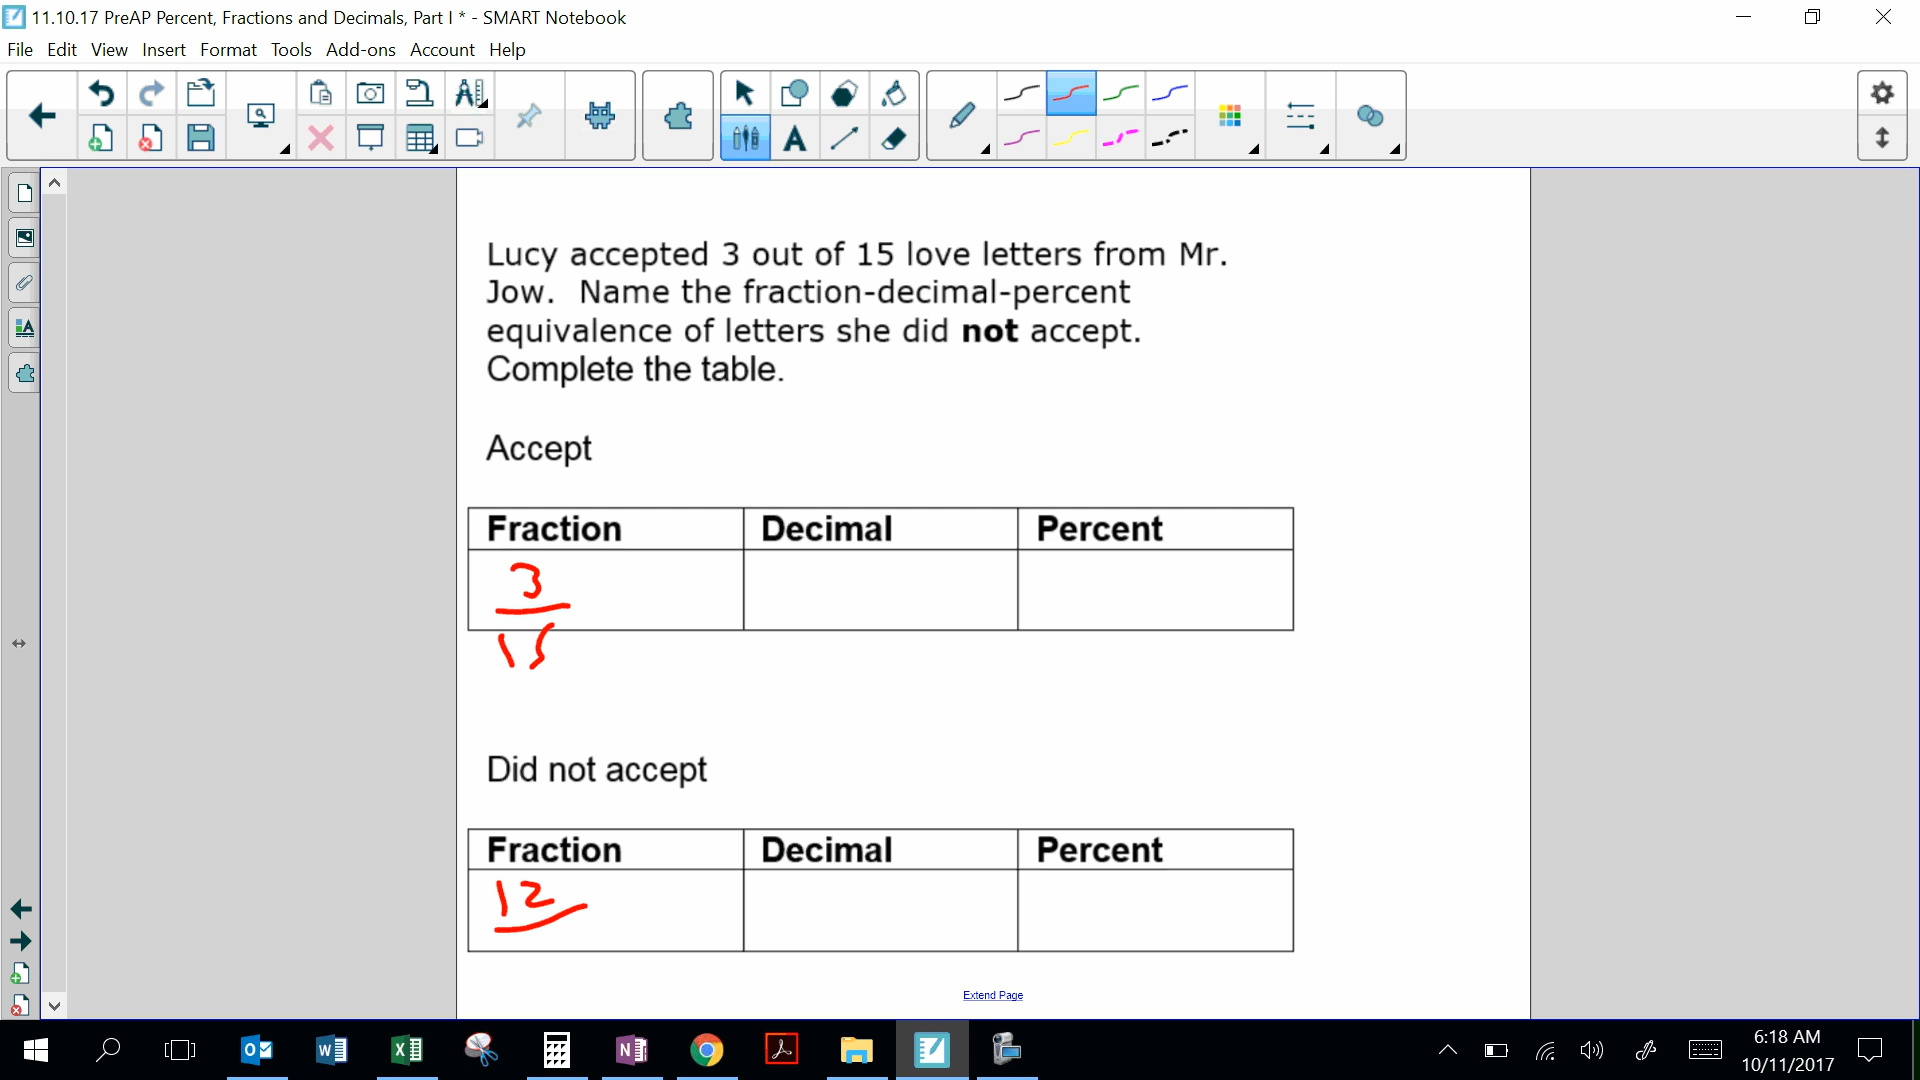 11.10.17 PreAP Percent, Fractions and Decimals, Part I * - SMART Notebook
File Edit View Insert Format Tools Add-ons Account Help
Lucy accepted 3 out of 15 love letters from Mr.
Jow.  Name the fraction-decimal-percent
equivalence of letters she did not accept.
Complete the table.
Accept
Fraction Decimal Percent
3
15
Did not accept
Fraction Decimal Percent
12
Extend Page
6:18 AM
10/11/2017